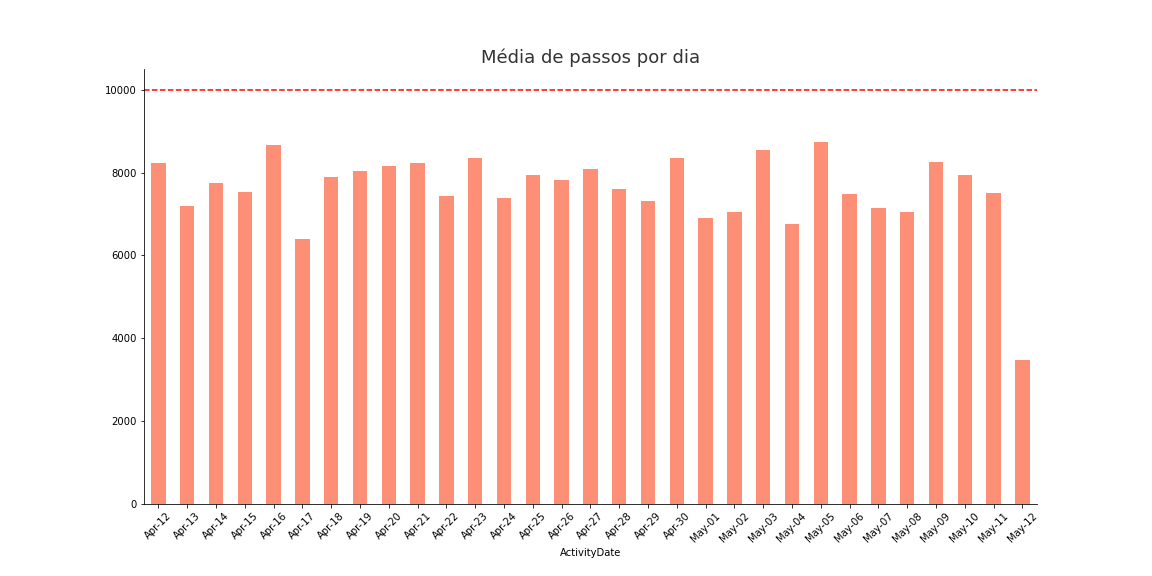 Média de passos por dia
10000
8000
6000
4000
2000
0
Apr-12
Apr-13
Apr-14
Apr-15
Apr-16
Apr-17
Apr-18
Apr-19
Apr-20
Apr-21
Apr-22
Apr-23
Apr-24
Apr-25
Apr-26
Apr-27
Apr-28
Apr-29
Apr-30
May-01
May-02
May-03
May-04
May-05
May-06
May-07
May-08
May-09
May-10
May-11
May-12
ActivityDate